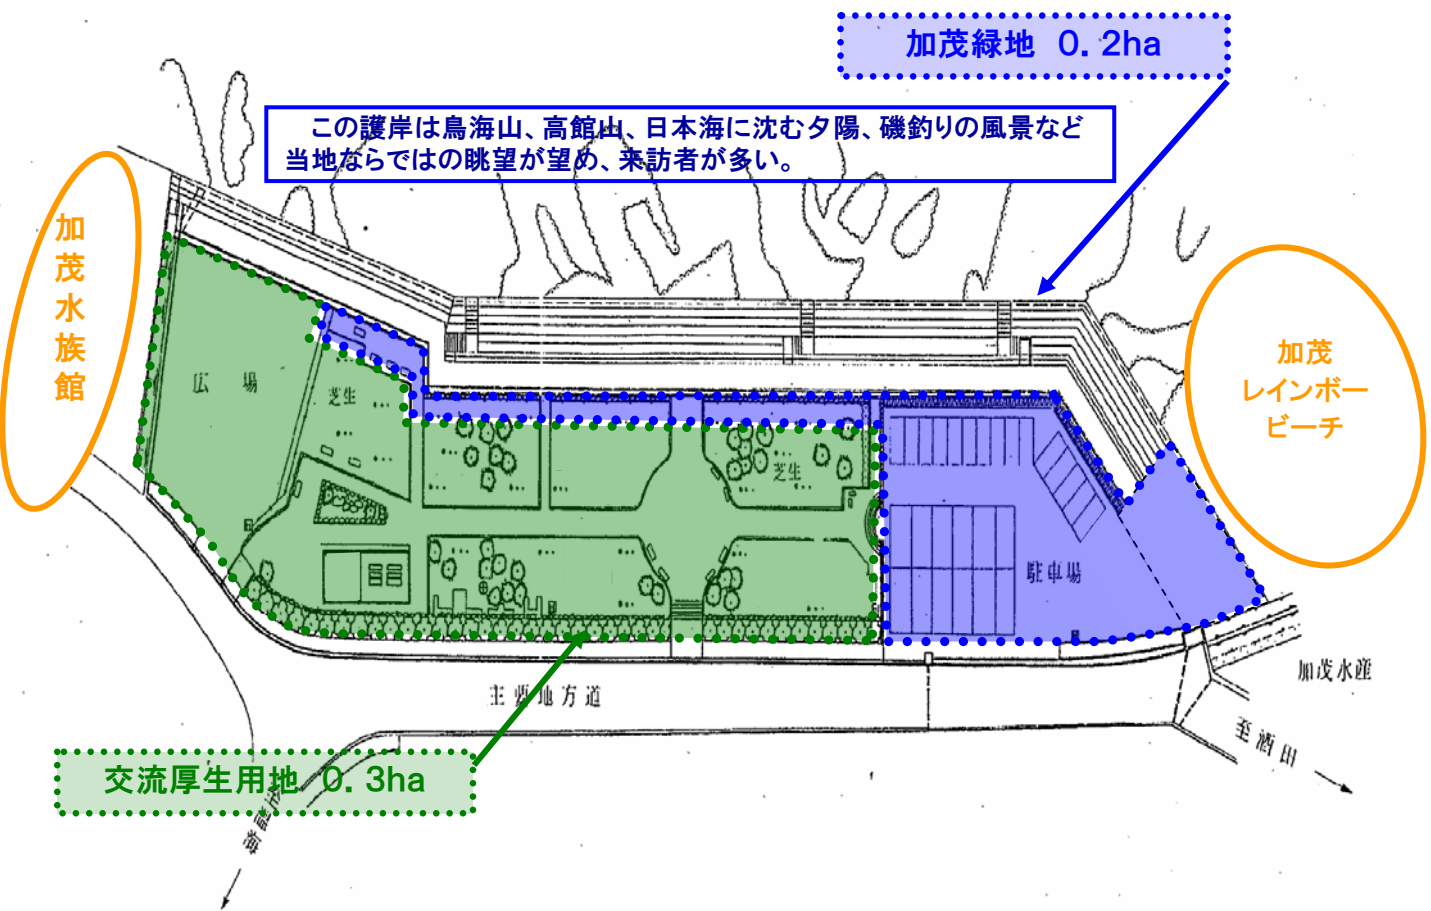 加茂緑地 0.2ha
この護岸は鳥海山、高館山、日本海に沈む夕陽、磯釣りの風景など
当地ならではの眺望が望め、来訪者が多い。
加茂水族館
加茂
レインボー
ビーチ
広場
芝生
芝生
駐車場
主要地方道
加茂水産
至酒田
交流厚生用地 0.3ha